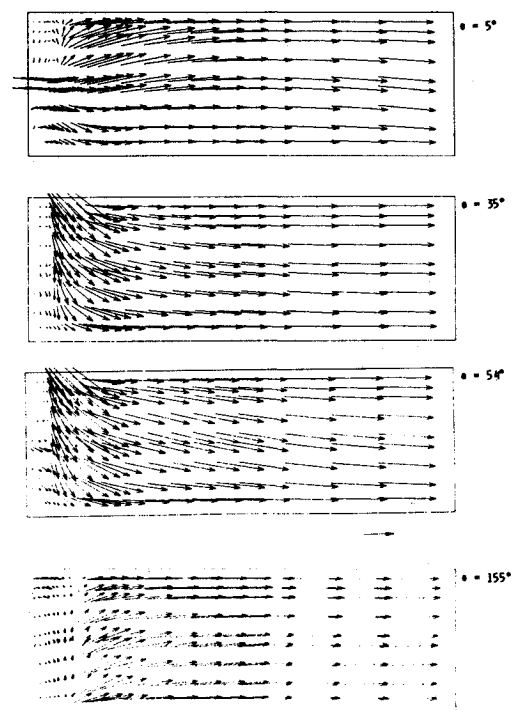 θ = 5°
θ = 35°
θ = 54°
θ = 155°